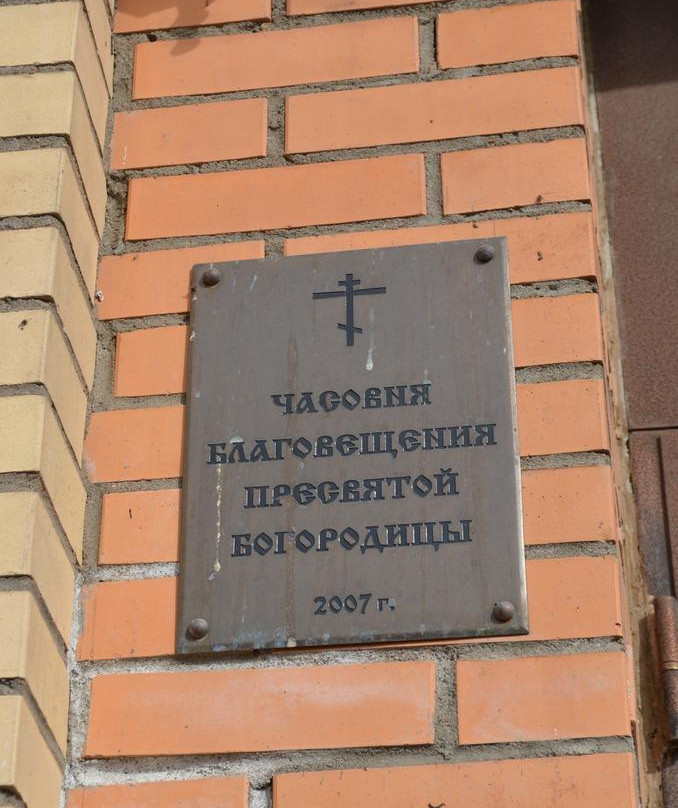 ЧАСОВНЯ
БЛАГОВЕЩЕНИЯ
ПРЕСВЯТОЙ
БОГОРОДИЦЫ
2007 г.